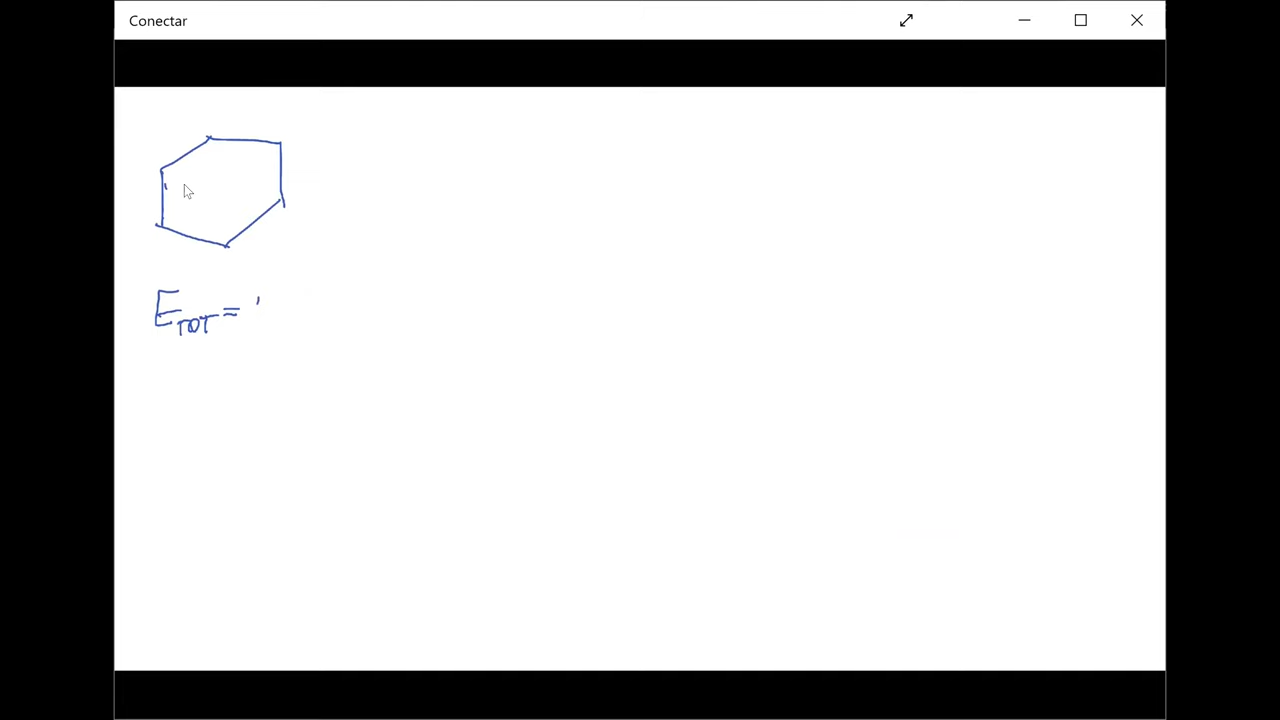 Conectar
E_TOT = '